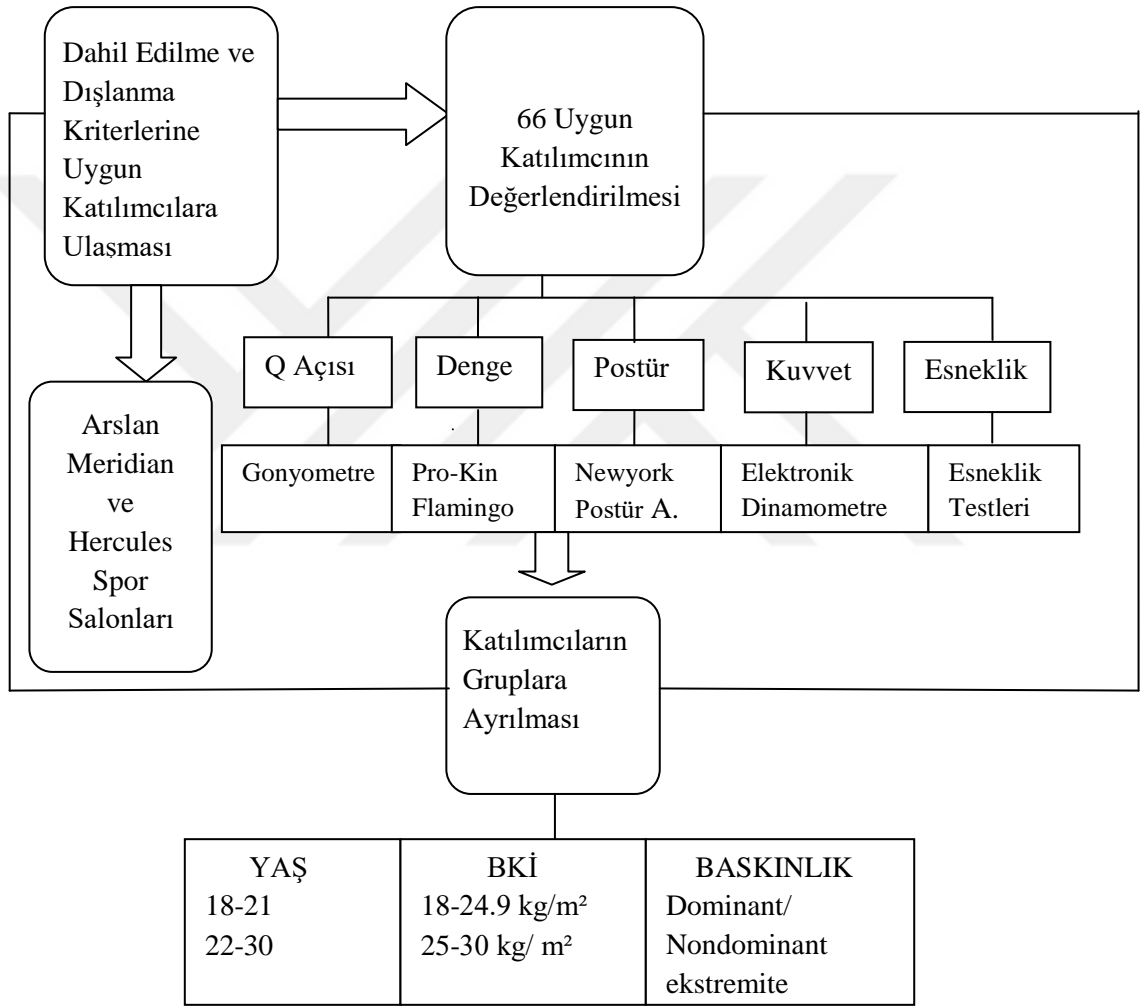 Dahil Edilme ve
Dışlanma
Kriterlerine
Uygun
Katılımcılara
Ulaşması
66 Uygun
Katılımcının
Değerlendirilmesi
Arslan
Meridian
ve
Hercules
Spor
Salonları
Q Açısı
Denge
Postür
Kuvvet
Esneklik
Gonyometre
Pro-Kin
Flamingo
Newyork
Postür A.
Elektronik
Dinamometre
Esneklik
Testleri
Katılımcıların
Gruplara
Ayrılması
YAŞ
18-21
22-30
BKİ
18-24.9 kg/m²
25-30 kg/ m²
BASKINLIK
Dominant/
Nondominant
ekstremite